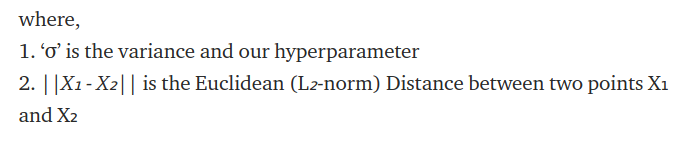 where,
1. ‘σ’ is the variance and our hyperparameter
2. ||X₁ - X₂|| is the Euclidean (L₂-norm) Distance between two points X₁
and X₂